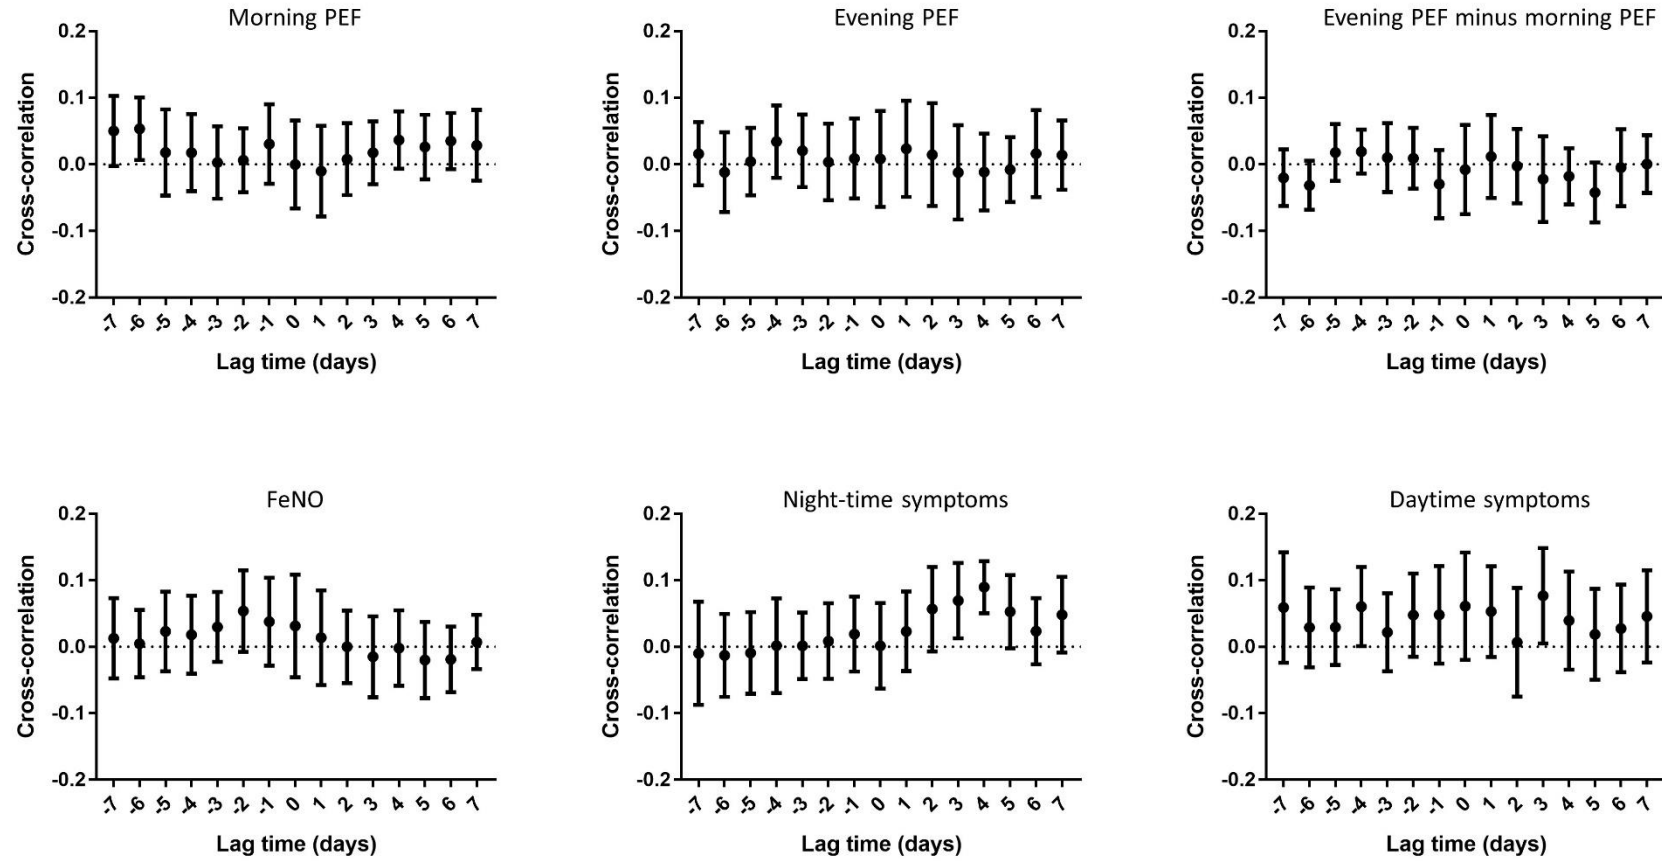 Morning PEF
0.2
0.1
0.0
-0.1
-0.2
Cross-correlation
-7 -6 -5 -4 -3 -2 -1 0 1 2 3 4 5 6 7
Lag time (days)
Evening PEF
0.2
0.1
0.0
-0.1
-0.2
Cross-correlation
-7 -6 -5 -4 -3 -2 -1 0 1 2 3 4 5 6 7
Lag time (days)
Evening PEF minus morning PEF
0.2
0.1
0.0
-0.1
-0.2
Cross-correlation
-7 -6 -5 -4 -3 -2 -1 0 1 2 3 4 5 6 7
Lag time (days)
FeNO
0.2
0.1
0.0
-0.1
-0.2
Cross-correlation
-7 -6 -5 -4 -3 -2 -1 0 1 2 3 4 5 6 7
Lag time (days)
Night-time symptoms
0.2
0.1
0.0
-0.1
-0.2
Cross-correlation
-7 -6 -5 -4 -3 -2 -1 0 1 2 3 4 5 6 7
Lag time (days)
Daytime symptoms
0.2
0.1
0.0
-0.1
-0.2
Cross-correlation
-7 -6 -5 -4 -3 -2 -1 0 1 2 3 4 5 6 7
Lag time (days)